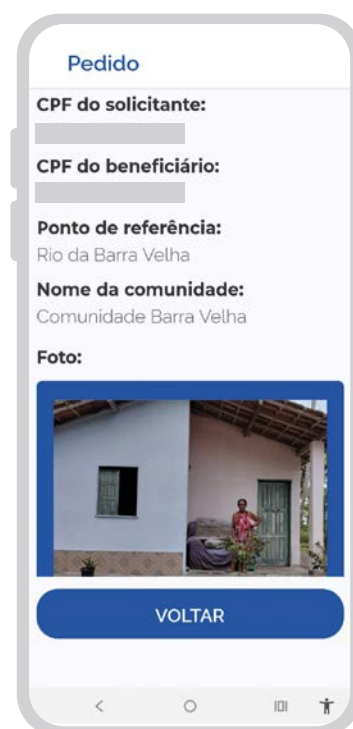 Pedido
CPF do solicitante:
CPF do beneficiário:
Ponto de referência:
Rio da Barra Velha
Nome da comunidade:
Comunidade Barra Velha
Foto:
VOLTAR